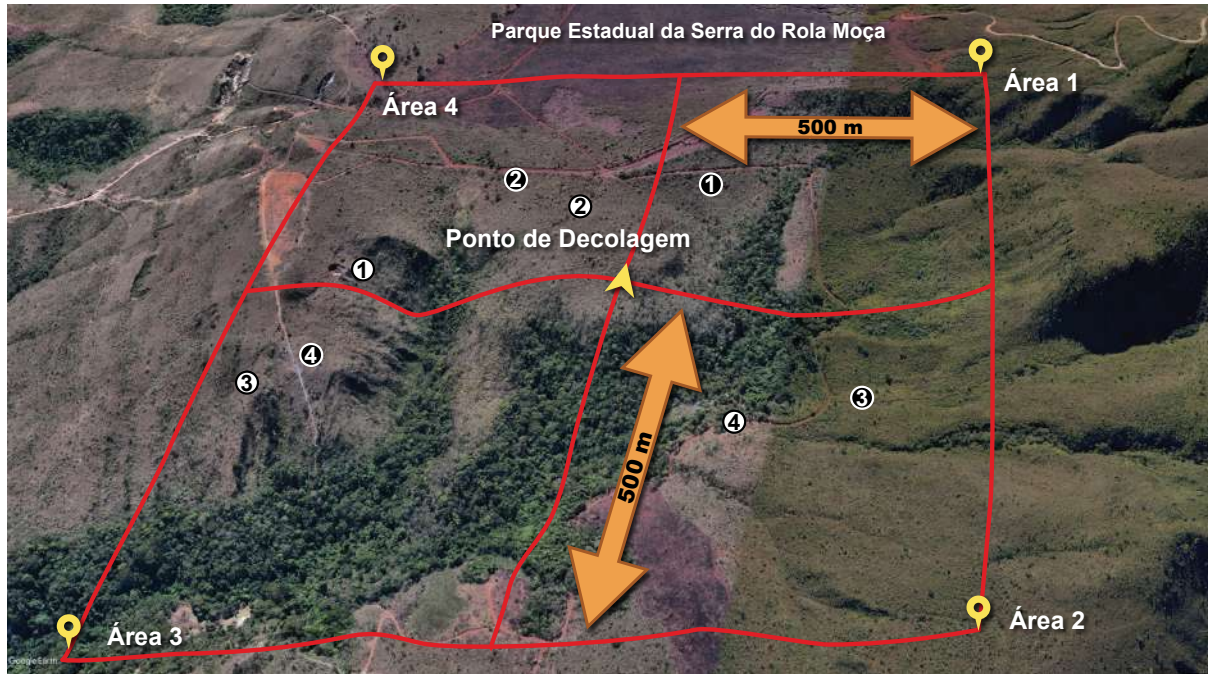 Parque Estadual da Serra do Rola Moça
Área 1
Área 4
500 m
2
1
2
Ponto de Decolagem
1
4
3
3
4
500 m
Área 2
Área 3
Google Earth